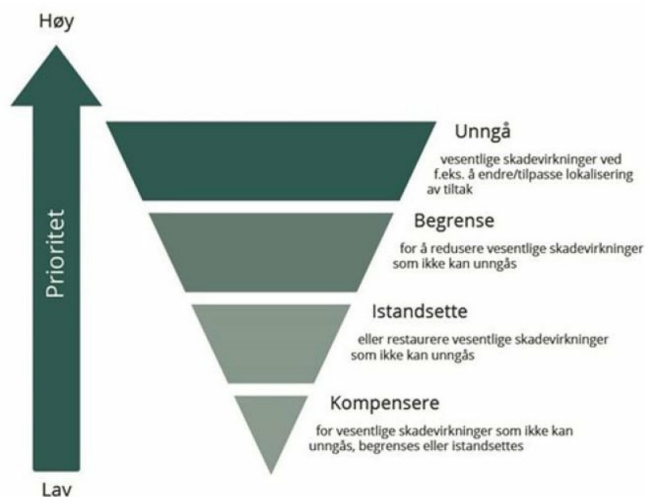 Høy
Prioritet
Lav
Unngå
vesentlige skadevirkninger ved
f.eks. å endre/tilpasse lokalisering
av tiltak
Begrense
for å redusere vesentlige skadevirkninger
som ikke kan unngås
Istandsette
eller restaurere vesentlige skadevirkninger
som ikke kan unngås
Kompensere
for vesentlige skadevirkninger som ikke kan
unngås, begrenses eller istandsettes